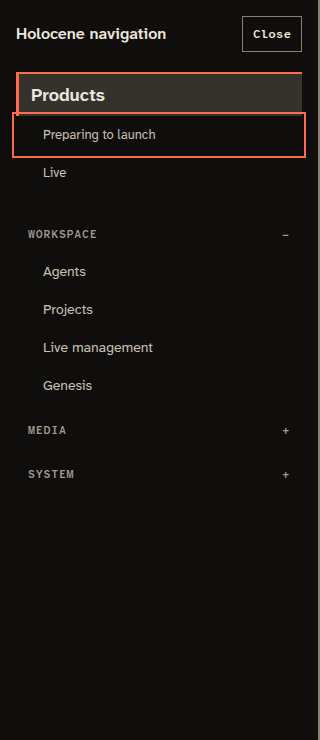 Holocene navigation
Close
Products
Preparing to launch
Live
WORKSPACE −
Agents
Projects
Live management
Genesis
MEDIA +
SYSTEM +